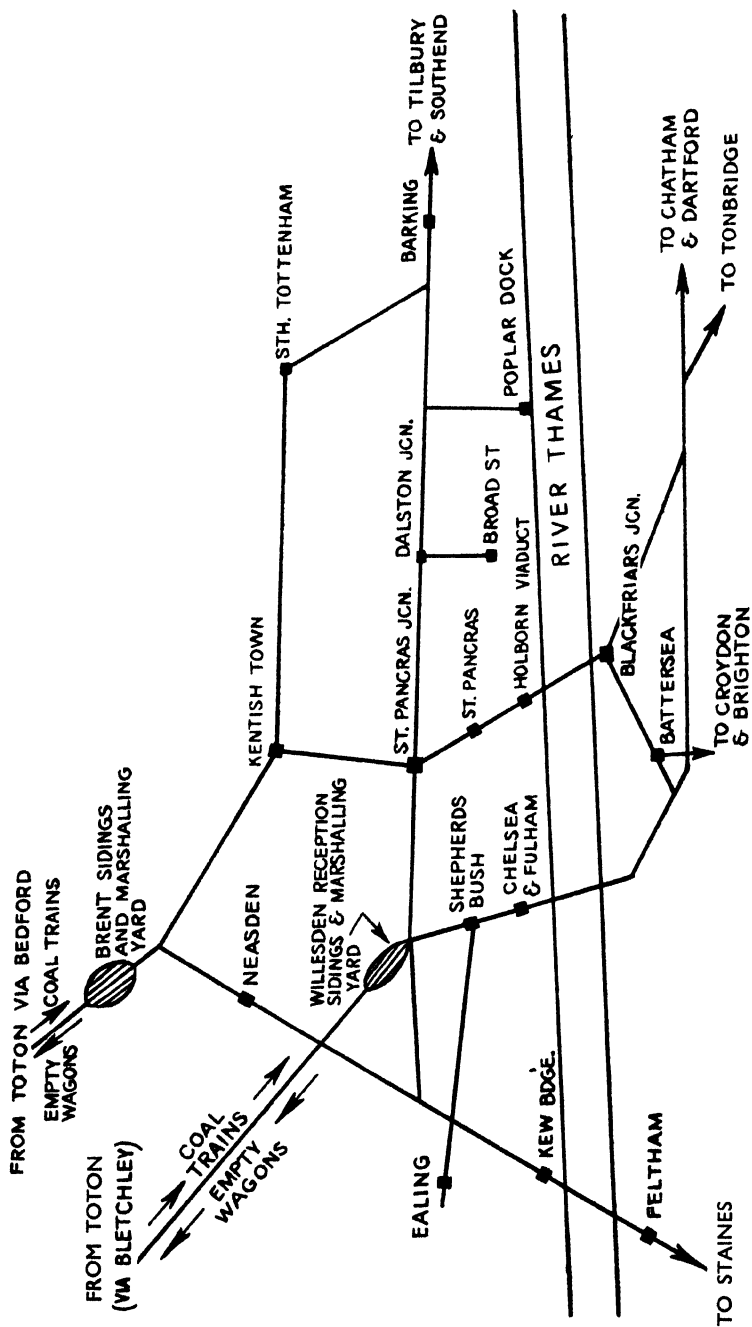 FROM TOTON VIA BEDFORD
COAL TRAINS
EMPTY
WAGONS
BRENT SIDINGS
AND MARSHALLING
YARD
FROM TOTON
(VIA BLETCHLEY)
COAL
TRAINS
EMPTY
WAGONS
NEASDEN
KENTISH TOWN
STH. TOTTENHAM
WILLESDEN RECEPTION
SIDINGS & MARSHALLING
YARD
ST. PANCRAS JCN.
DALSTON JCN.
BARKING
TO TILBURY
& SOUTHEND
EALING
SHEPHERDS
BUSH
ST. PANCRAS
BROAD ST
POPLAR DOCK
CHELSEA
& FULHAM
HOLBORN VIADUCT
KEW BDGE.
RIVER THAMES
FELTHAM
BLACKFRIARS JCN.
BATTERSEA
TO CHATHAM
& DARTFORD
TO STAINES
TO CROYDON
& BRIGHTON
TO TONBRIDGE